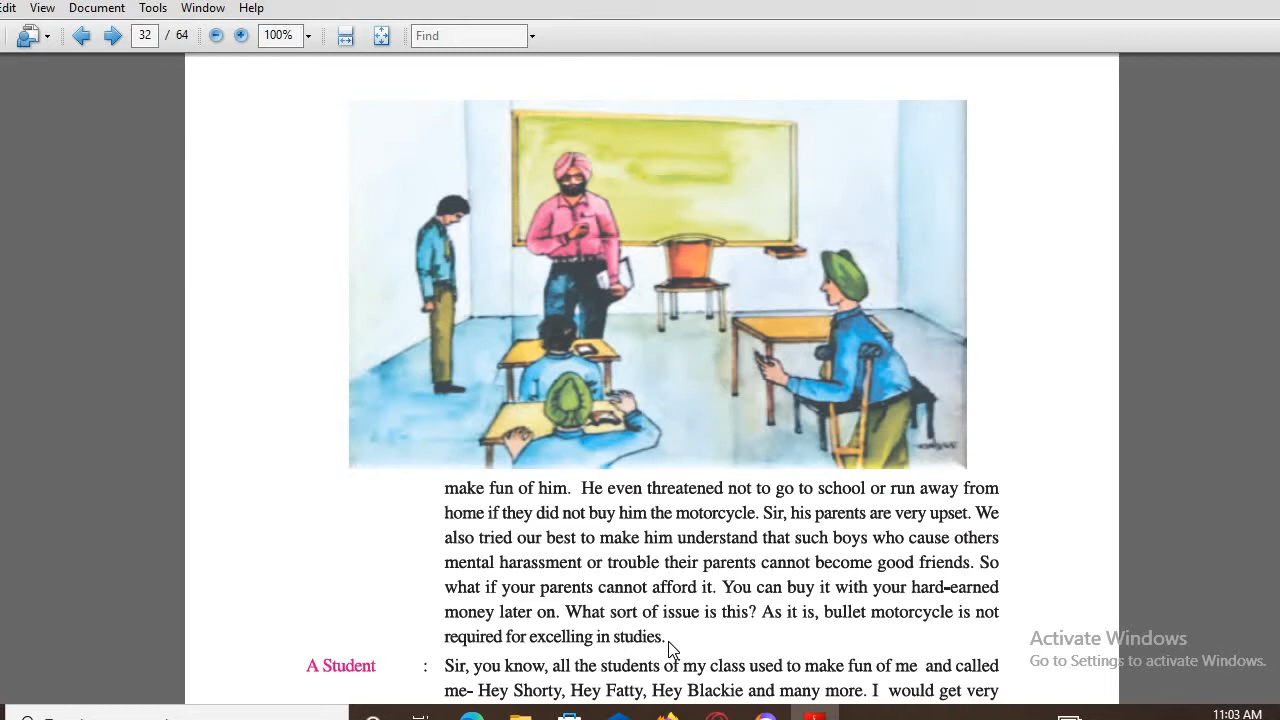 Edit View Document Tools Window Help
32 / 64 100% Find
make fun of him. He even threatened not to go to school or run away from
home if they did not buy him the motorcycle. Sir, his parents are very upset. We
also tried our best to make him understand that such boys who cause others
mental harassment or trouble their parents cannot become good friends. So
what if your parents cannot afford it. You can buy it with your hard-earned
money later on. What sort of issue is this? As it is, bullet motorcycle is not
required for excelling in studies.
Activate Windows
Go to Settings to activate Windows.
A Student : Sir, you know, all the students of my class used to make fun of me and called
me- Hey Shorty, Hey Fatty, Hey Blackie and many more. I would get very
11:03 AM